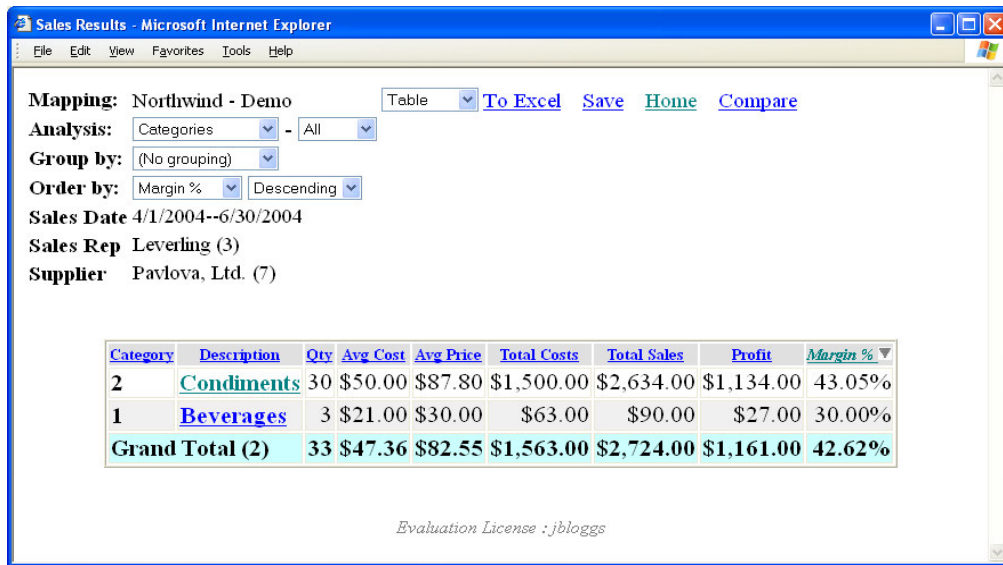 Sales Results - Microsoft Internet Explorer
File Edit View Favorites Tools Help
Mapping: Northwind - Demo Table To Excel Save Home Compare
Analysis: Categories - All
Group by: (No grouping)
Order by: Margin % Descending
Sales Date 4/1/2004--6/30/2004
Sales Rep Leverling (3)
Supplier Pavlova, Ltd. (7)
Category Description Qty Avg Cost Avg Price Total Costs Total Sales Profit Margin %
2 Condiments 30 $50.00 $87.80 $1,500.00 $2,634.00 $1,134.00 43.05%
1 Beverages 3 $21.00 $30.00 $63.00 $90.00 $27.00 30.00%
Grand Total (2) 33 $47.36 $82.55 $1,563.00 $2,724.00 $1,161.00 42.62%
Evaluation License : jbloggs